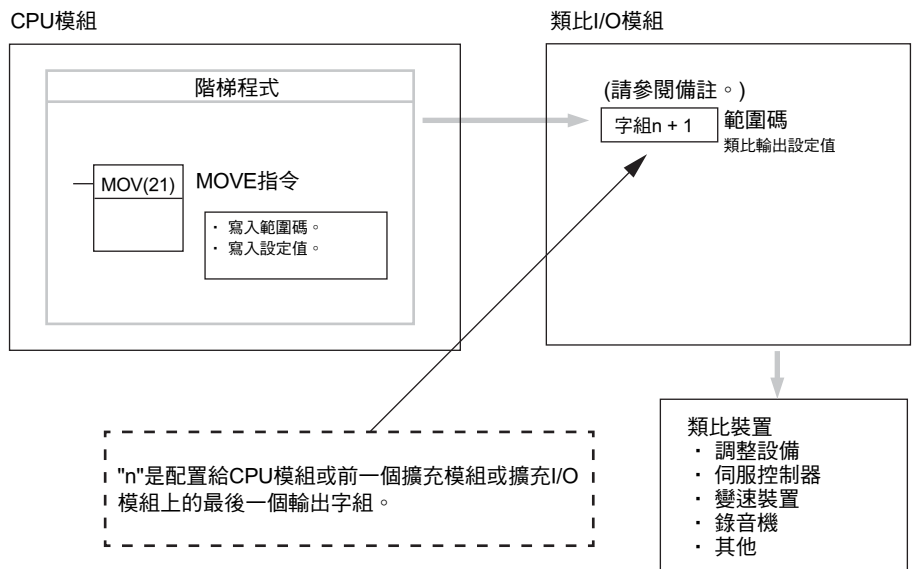 CPU模組
類比I/O模組
階梯程式
MOV(21)
MOVE指令
· 寫入範圍碼。
· 寫入設定值。
(請參閱備註。)
字組n + 1
範圍碼
類比輸出設定值
"n"是配置給CPU模組或前一個擴充模組或擴充I/O
模組上的最後一個輸出字組。
類比裝置
· 調整設備
· 伺服控制器
· 變速裝置
· 錄音機
· 其他